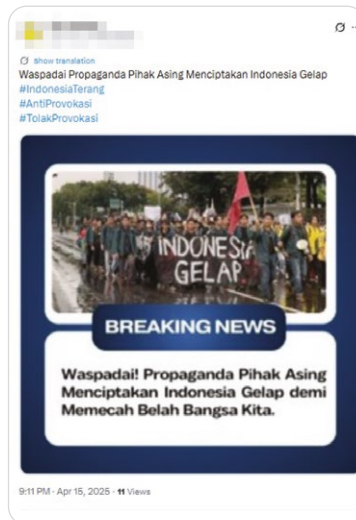 Show translation
Waspadai Propaganda Pihak Asing Menciptakan Indonesia Gelap
#IndonesiaTerang
#AntiProvokasi
#TolakProvokasi
INDONESIA
GELAP
BREAKING NEWS
Waspadai! Propaganda Pihak Asing
Menciptakan Indonesia Gelap demi
Memecah Belah Bangsa Kita.
9:11 PM · Apr 15, 2025 · 11 Views